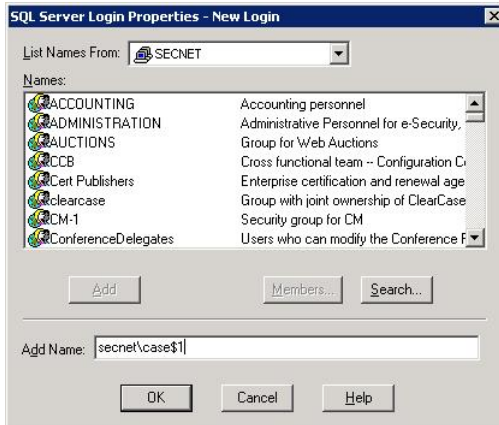 SQL Server Login Properties - New Login
List Names From: SECNET
Names:
ACCOUNTING Accounting personnel
ADMINISTRATION Administrative Personnel for e-Security,
AUCTIONS Group for Web Auctions
CCB Cross functional team -- Configuration
Cert Publishers Enterprise certification and renewal age
clearcase Group with joint ownership of ClearCase
CM-1 Security group for CM
ConferenceDelegates Users who can modify the Conference
Add Members... Search...
Add Name: secnet\case$1
OK Cancel Help